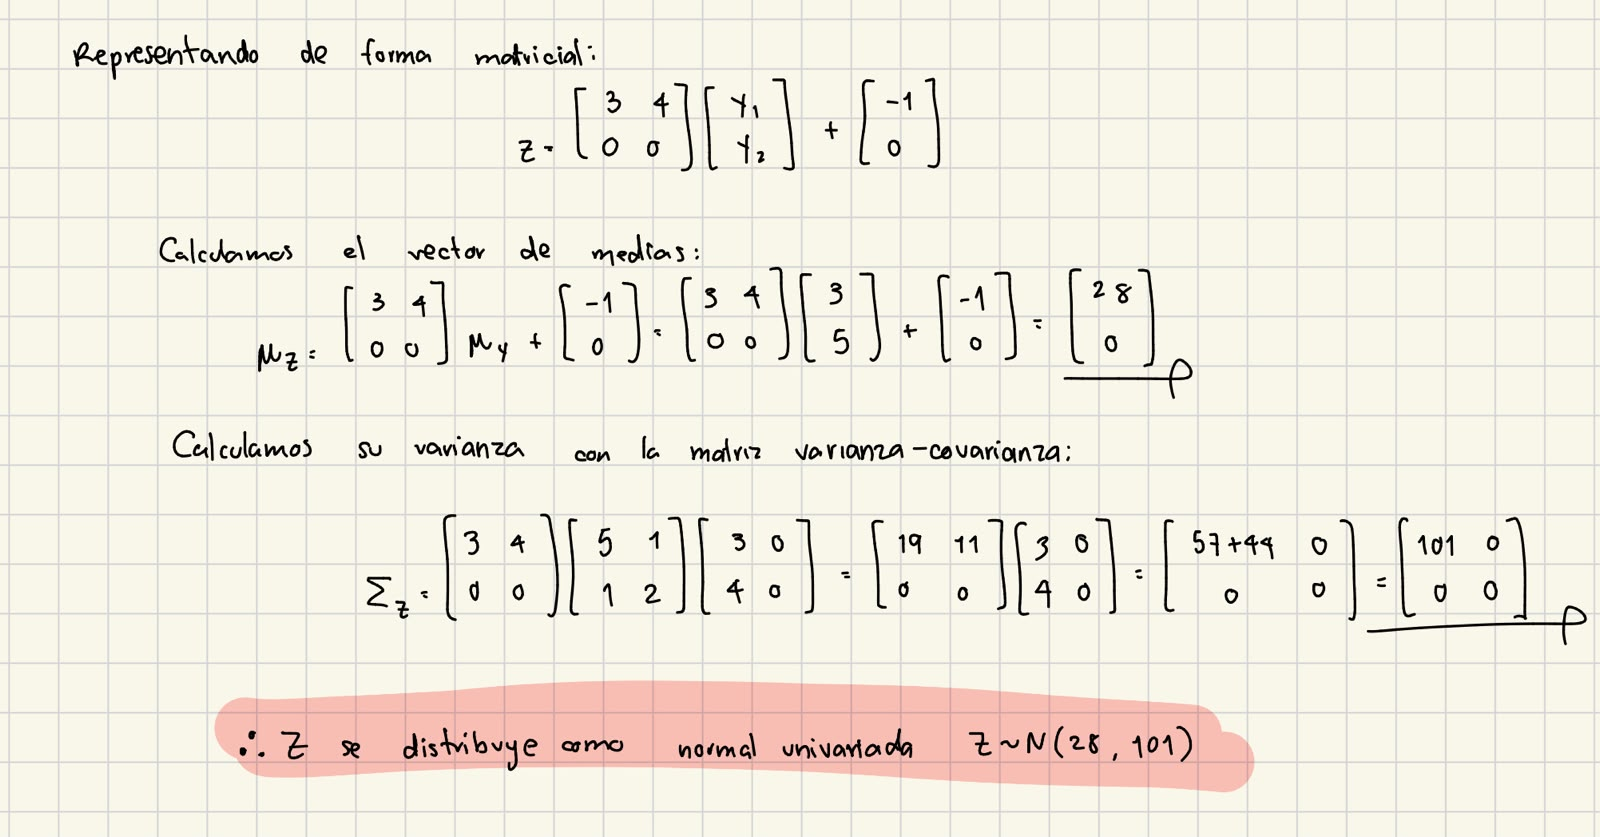 Representando de forma matricial:
Z = [3 4; 0 0] [Y₁; Y₂] + [-1; 0]
Calculamos el vector de medias:
μ_Z = [3 4; 0 0] μ_Y + [-1; 0] = [3 4; 0 0] [3; 5] + [-1; 0] = [28; 0]
Calculamos su varianza con la matriz varianza-covarianza:
Σ_Z = [3 4; 0 0] [5 1; 1 2] [3 0; 4 0] = [19 11; 0 0] [3 0; 4 0] = [57+44 0; 0 0] = [101 0; 0 0]
∴ Z se distribuye como normal univariada Z~N(28, 101)